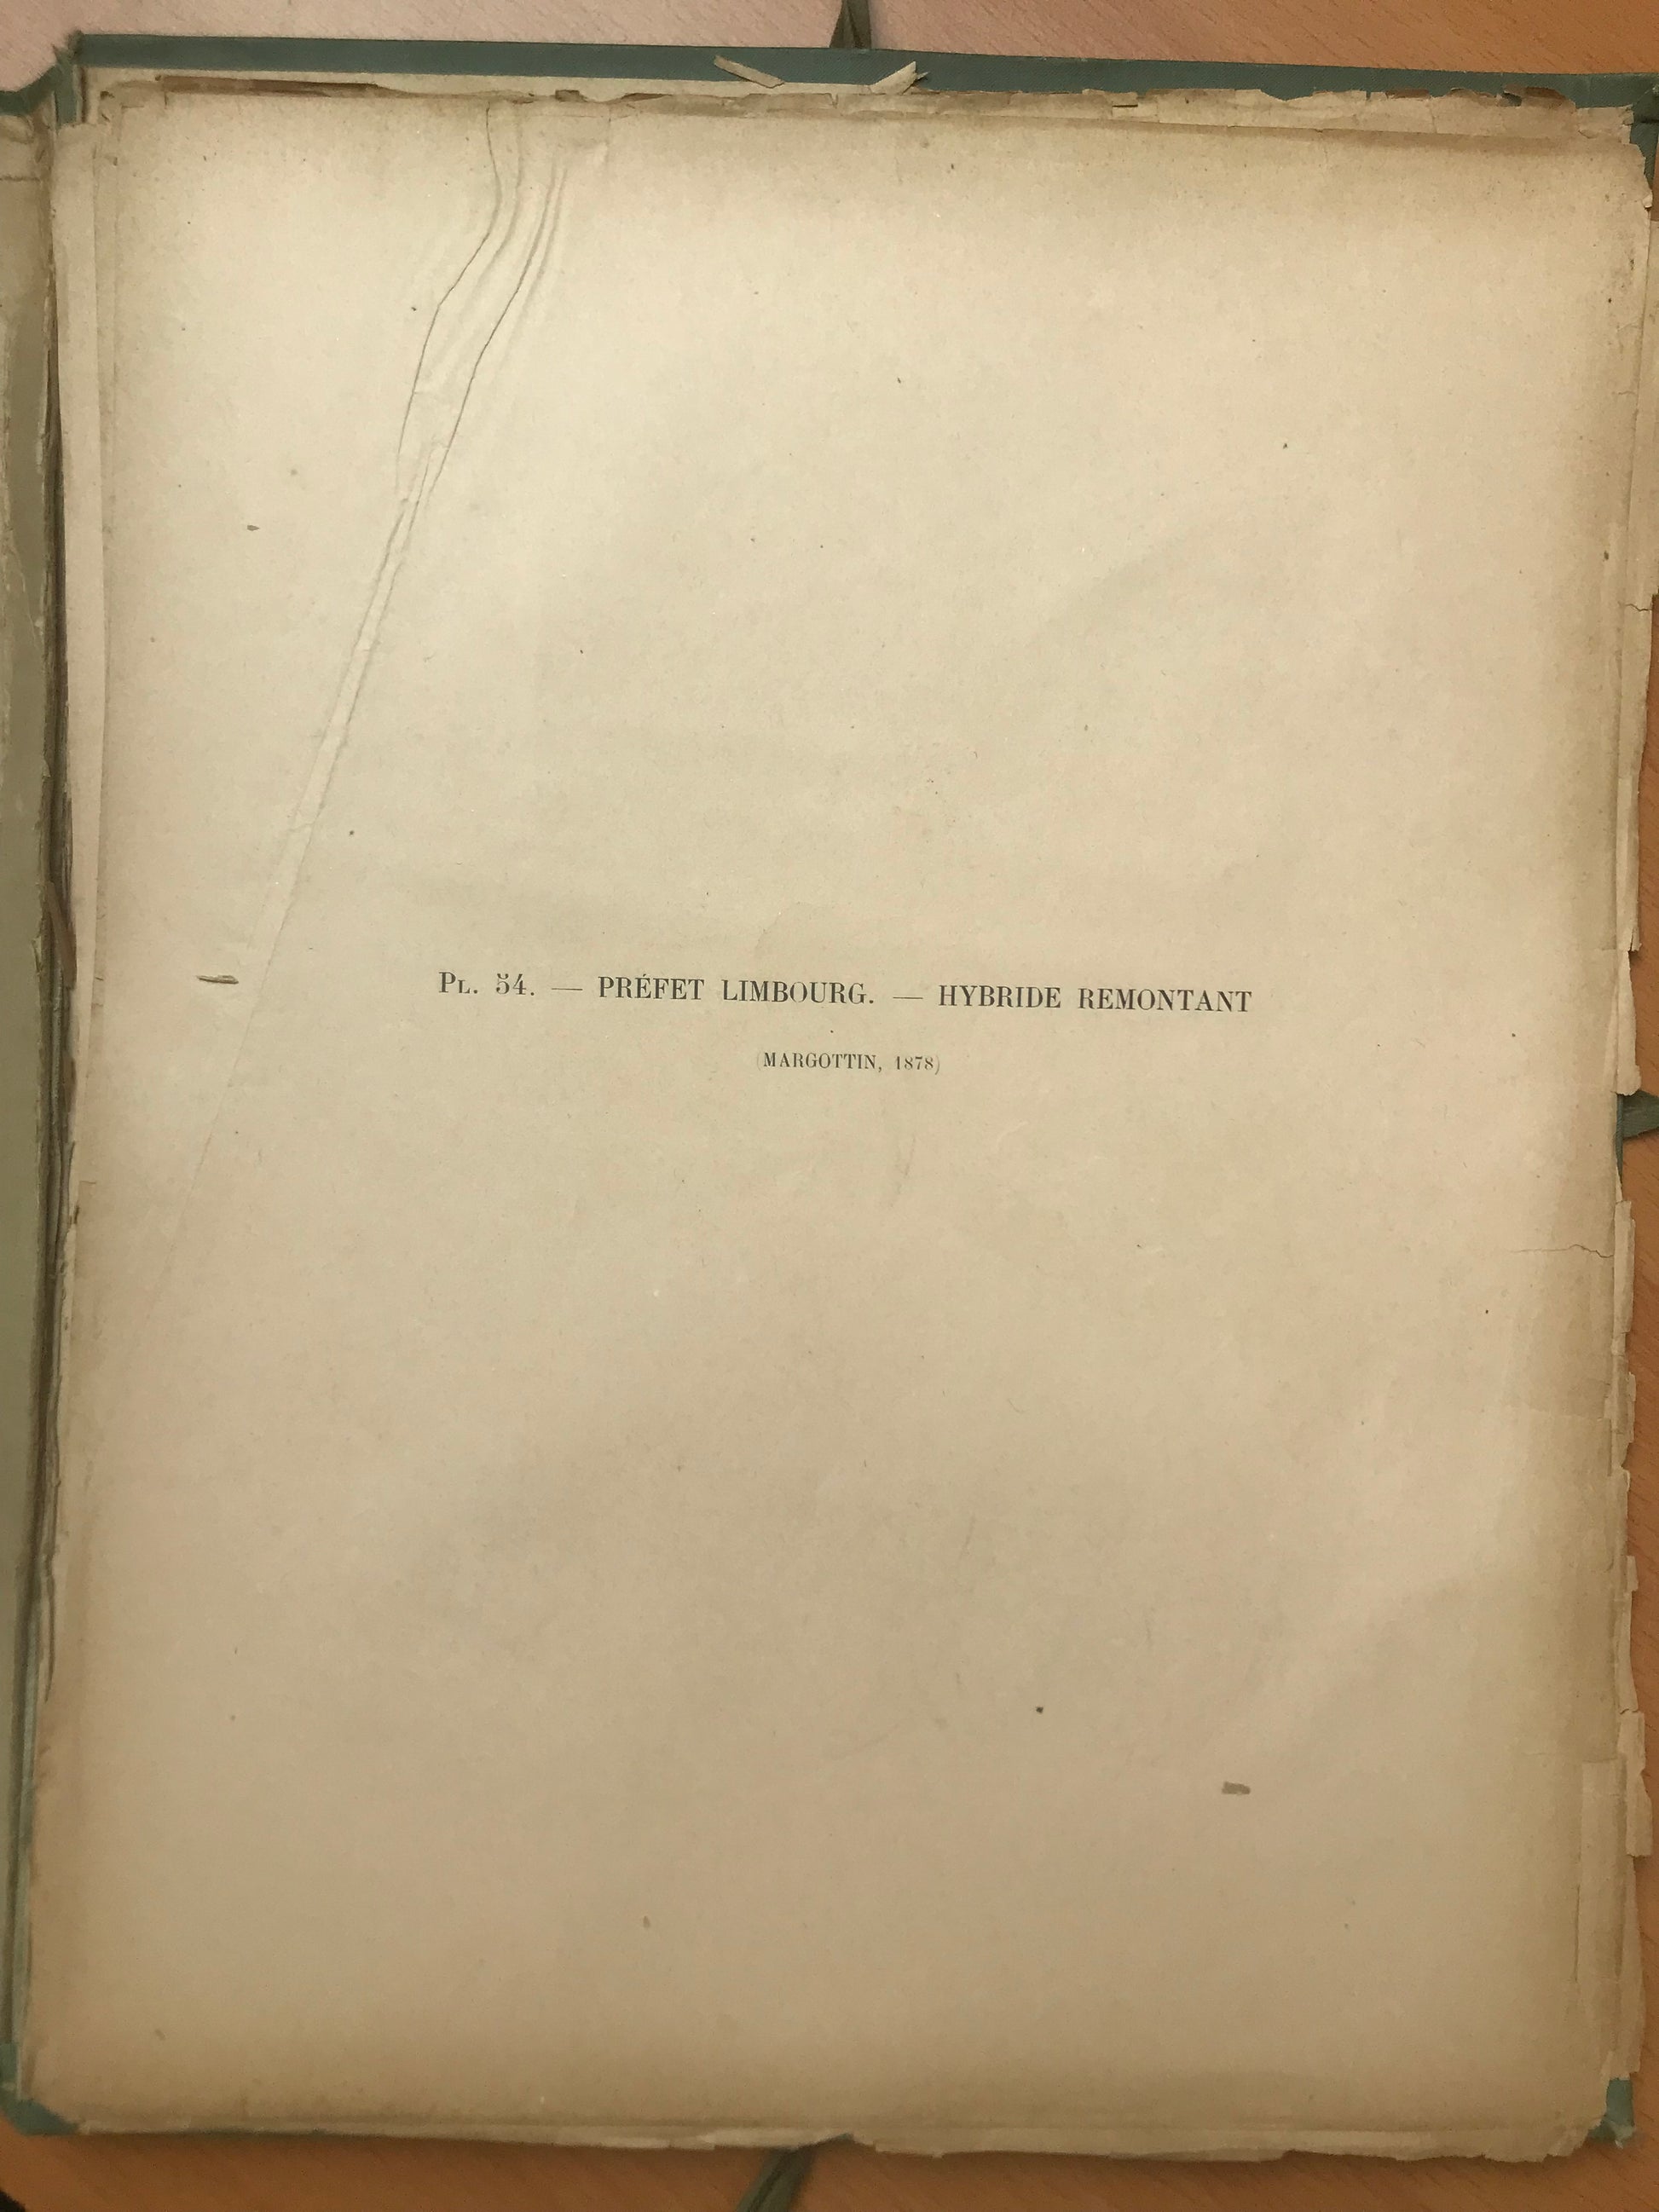 PL. 54. — PRÉFET LIMBOURG. — HYBRIDE REMONTANT
(MARGOTTIN, 1878)